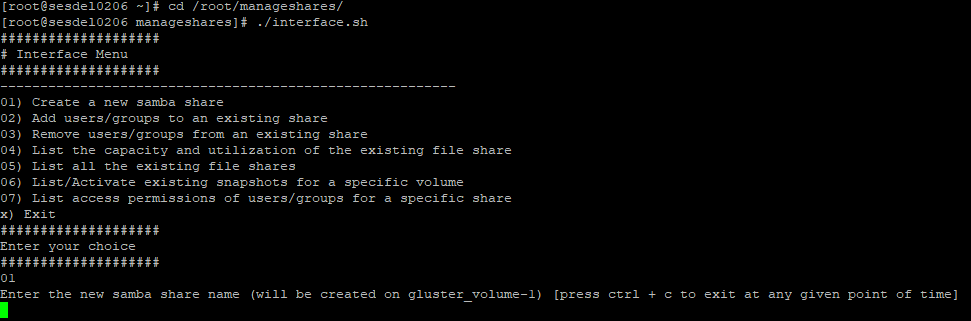 [root@sesdel0206 ~]# cd /root/manageshares/
[root@sesdel0206 manageshares]# ./interface.sh
####################
# Interface Menu
####################
---------------------------------------------------------
01) Create a new samba share
02) Add users/groups to an existing share
03) Remove users/groups from an existing share
04) List the capacity and utilization of the existing file share
05) List all the existing file shares
06) List/Activate existing snapshots for a specific volume
07) List access permissions of users/groups for a specific share
x) Exit
####################
Enter your choice
####################
01
Enter the new samba share name (will be created on gluster_volume-1) [press ctrl + c to exit at any given point of time]